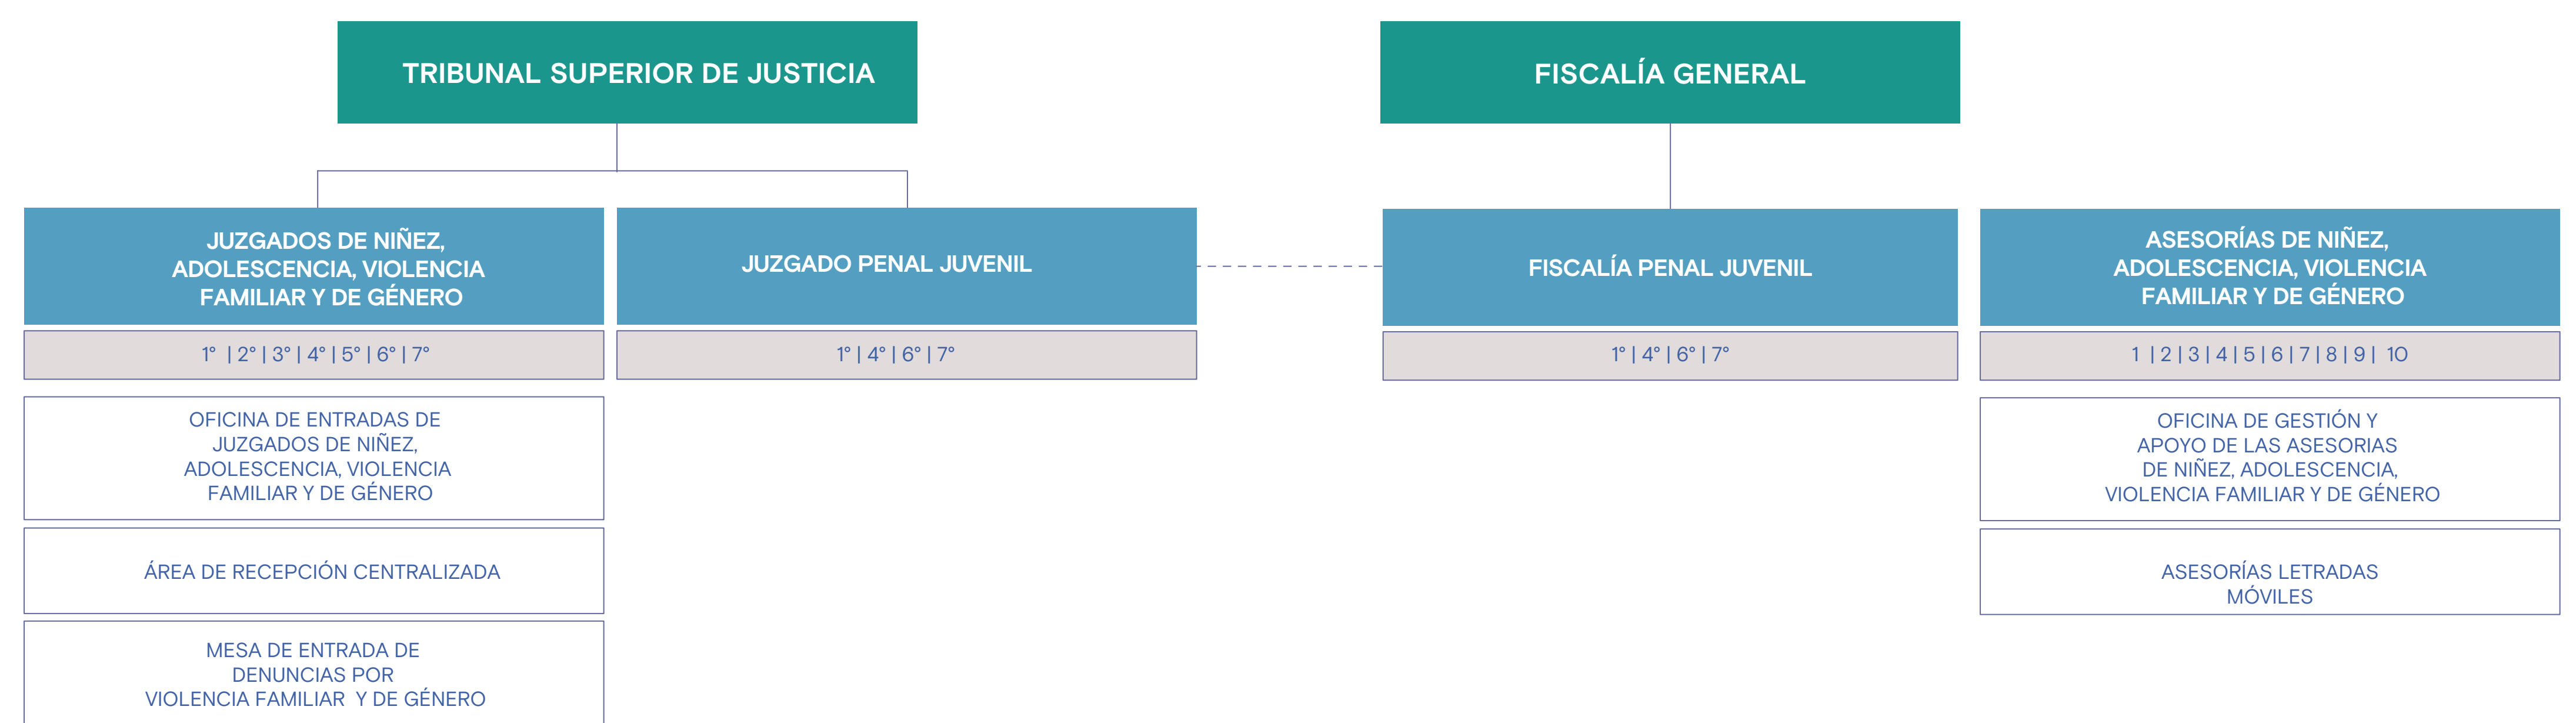 TRIBUNAL SUPERIOR DE JUSTICIA
FISCALÍA GENERAL
JUZGADOS DE NIÑEZ,
ADOLESCENCIA, VIOLENCIA
FAMILIAR Y DE GÉNERO
JUZGADO PENAL JUVENIL
FISCALÍA PENAL JUVENIL
ASESORÍAS DE NIÑEZ,
ADOLESCENCIA, VIOLENCIA
FAMILIAR Y DE GÉNERO
1° | 2° | 3° | 4° | 5° | 6° | 7°
1° | 4° | 6° | 7°
1° | 4° | 6° | 7°
1 | 2 | 3 | 4 | 5 | 6 | 7 | 8 | 9 | 10
OFICINA DE ENTRADAS DE
JUZGADOS DE NIÑEZ,
ADOLESCENCIA, VIOLENCIA
FAMILIAR Y DE GÉNERO
OFICINA DE GESTIÓN Y
APOYO DE LAS ASESORIAS
DE NIÑEZ, ADOLESCENCIA,
VIOLENCIA FAMILIAR Y DE GÉNERO
ÁREA DE RECEPCIÓN CENTRALIZADA
ASESORÍAS LETRADAS
MÓVILES
MESA DE ENTRADA DE
DENUNCIAS POR
VIOLENCIA FAMILIAR Y DE GÉNERO